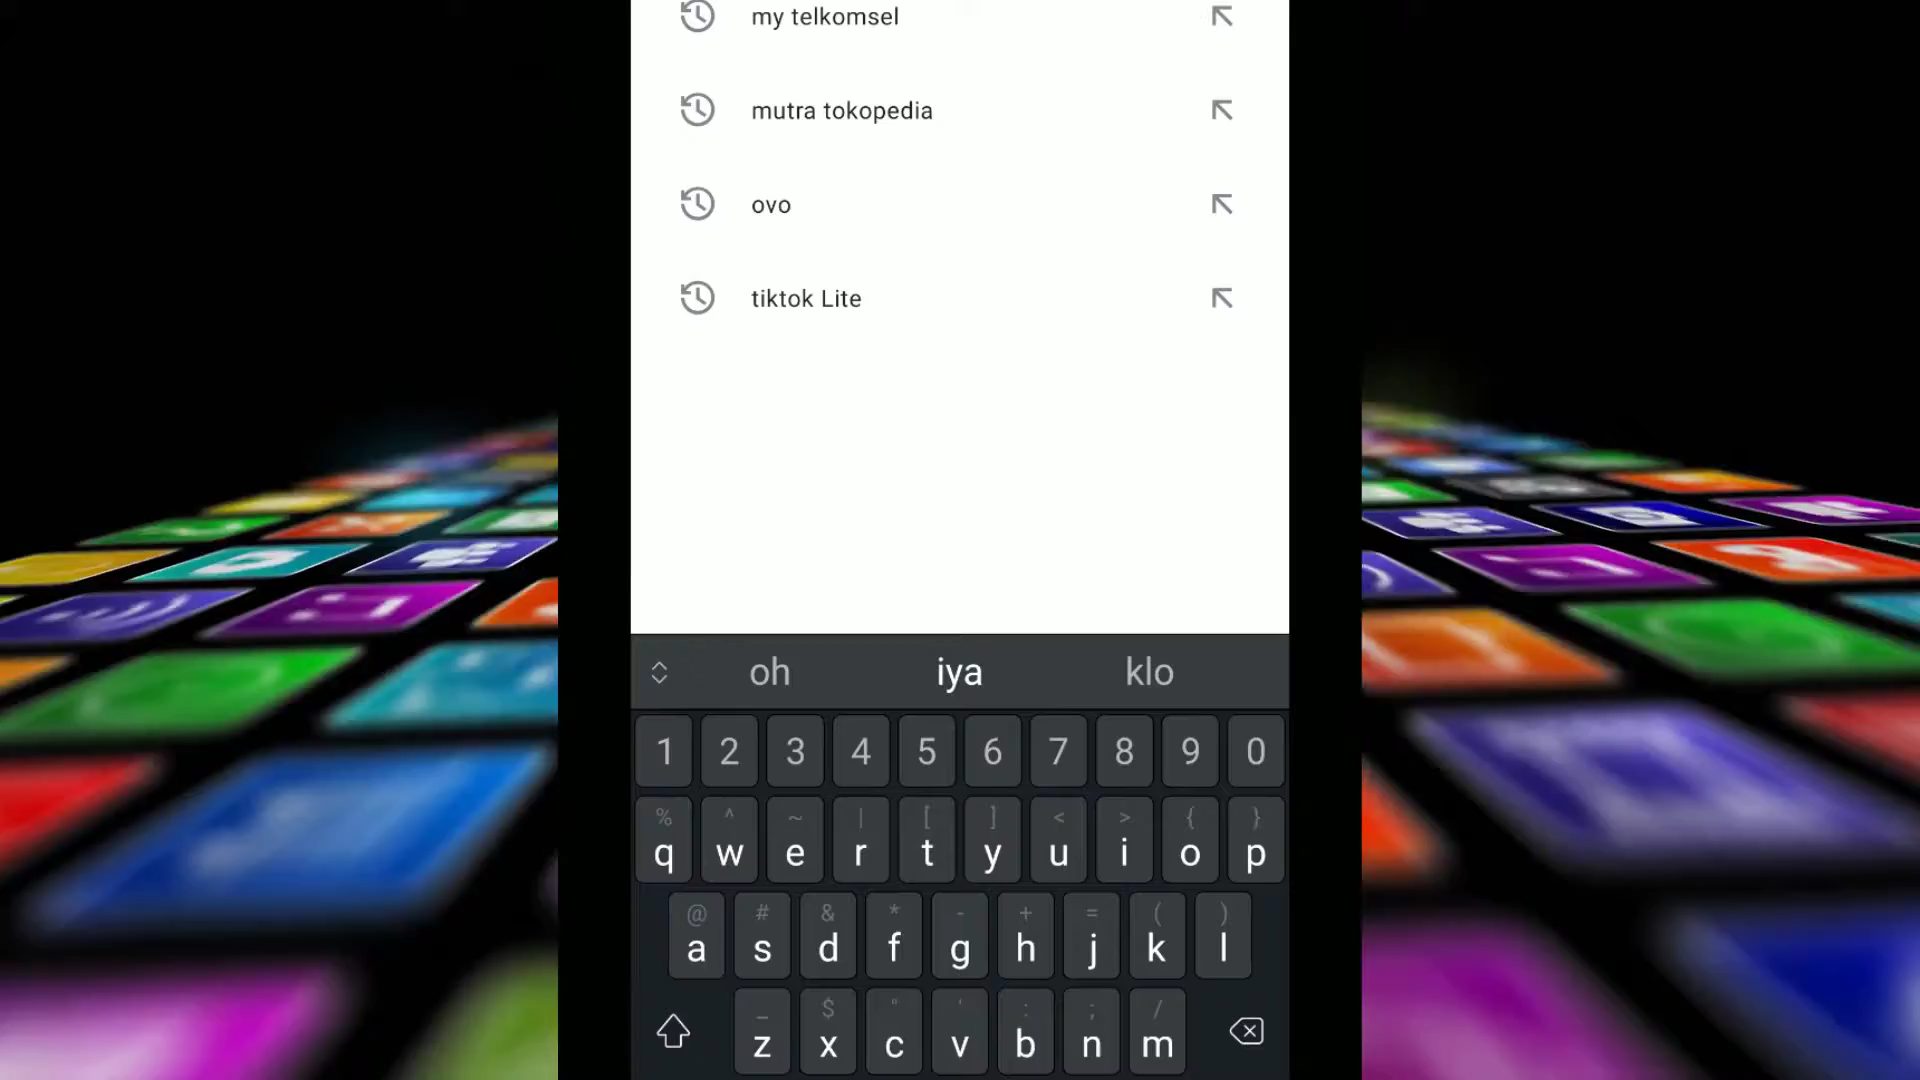 my telkomsel
mutra tokopedia
ovo
tiktok Lite
oh iya klo
1 2 3 4 5 6 7 8 9 0
% ^ ~ | [ ] < > { }
q w e r t y u i o p
@ # & * - + = ( )
a s d f g h j k l
_ $ " ' : ; /
z x c v b n m